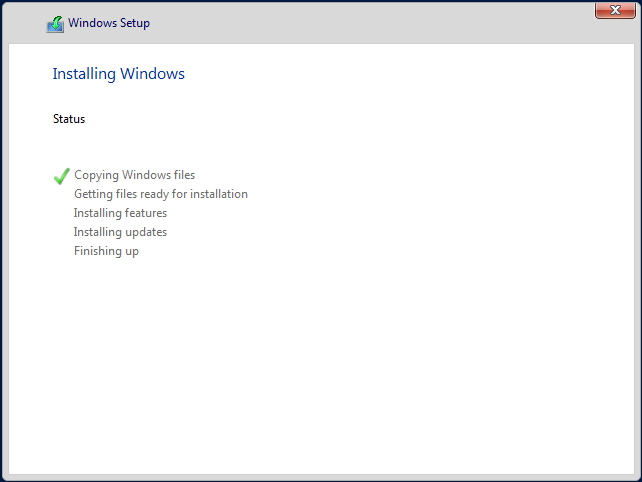 Windows Setup
Installing Windows
Status
Copying Windows files
Getting files ready for installation
Installing features
Installing updates
Finishing up